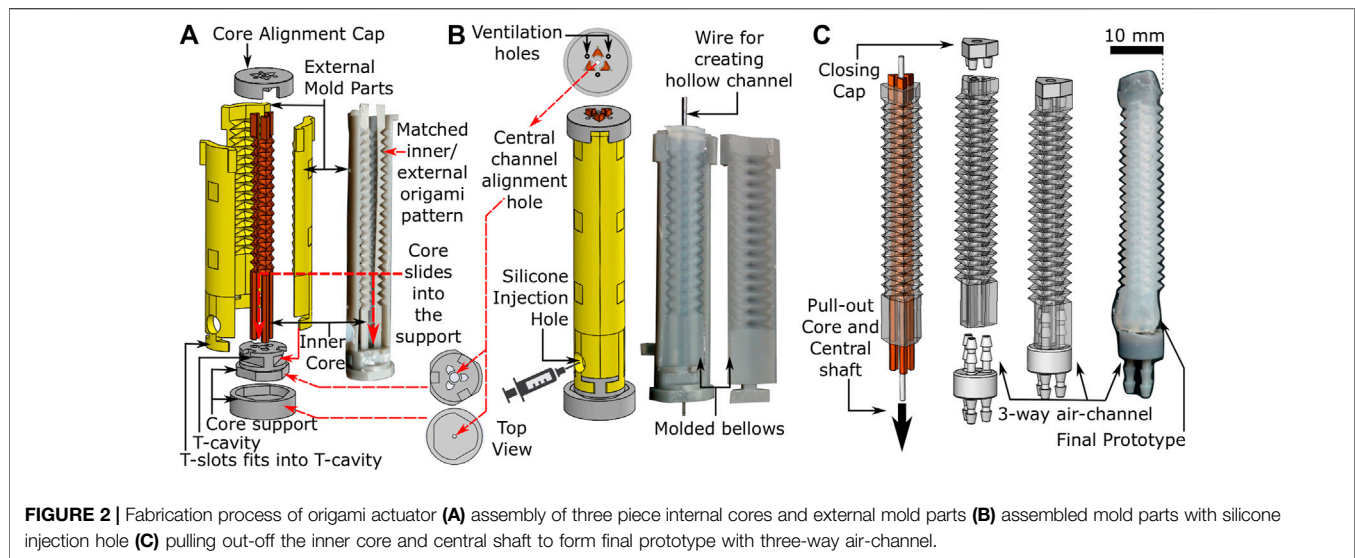 A
Core Alignment Cap
External
Mold Parts
Matched
inner/
external
origami
pattern
Core
slides
into
the
support
Inner
Core
Core support
T-cavity
T-slots fits into T-cavity
B
Ventilation
holes
Wire for
creating
hollow channel
Central
channel
alignment
hole
Silicone
Injection
Hole
Top
View
Molded bellows
C
10 mm
Closing
Cap
Pull-out
Core and
Central
shaft
3-way air-channel
Final Prototype
FIGURE 2 | Fabrication process of origami actuator (A) assembly of three piece internal cores and external mold parts (B) assembled mold parts with silicone
injection hole (C) pulling out-off the inner core and central shaft to form final prototype with three-way air-channel.